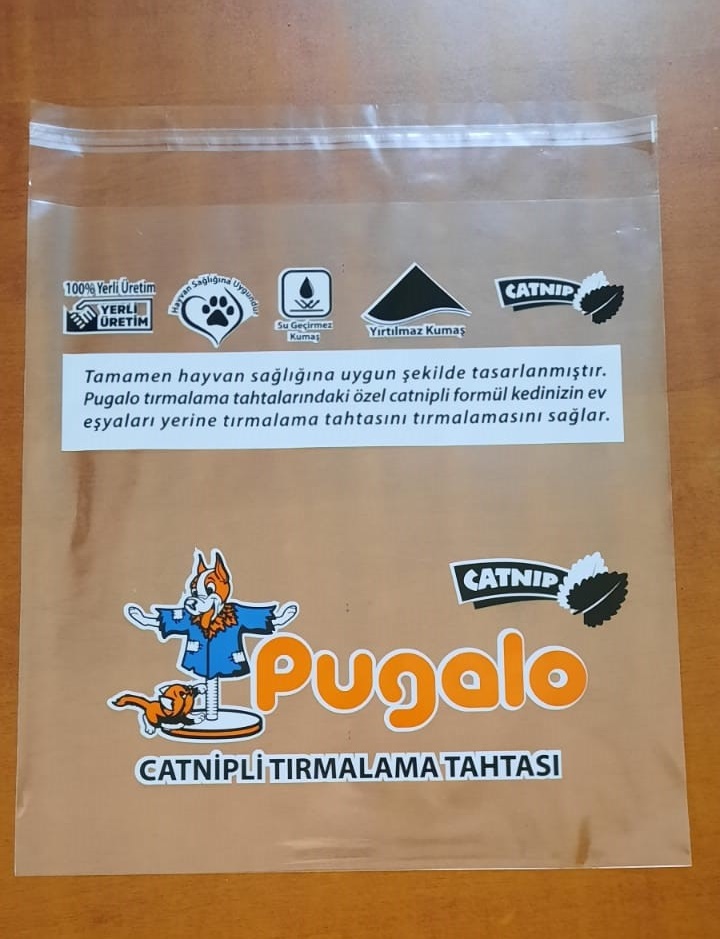 100% Yerli Üretim
YERLİ
ÜRETİM
Hayvan Sağlığına Uygundur
Su Geçirmez
Kumaş
Yırtılmaz Kumaş
CATNIP
Tamamen hayvan sağlığına uygun şekilde tasarlanmıştır.
Pugalo tırmalama tahtalarındaki özel catnipli formül kedinizin ev
eşyaları yerine tırmalama tahtasını tırmalamasını sağlar.
CATNIP
Pugalo
CATNİPLİ TIRMALAMA TAHTASI